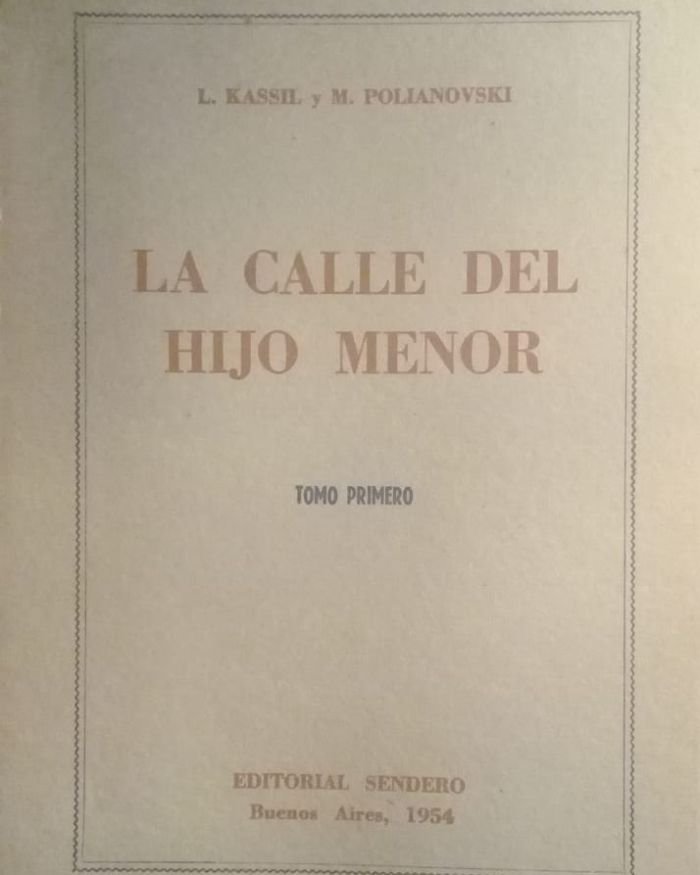 L. KASSIL y M. POLIANOVSKI
LA CALLE DEL
HIJO MENOR
TOMO PRIMERO
EDITORIAL SENDERO
Buenos Aires, 1954